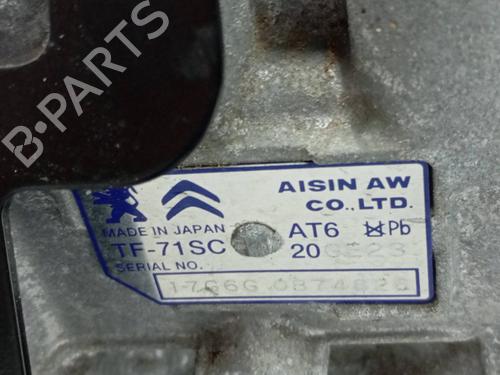 B-PARTS
AISIN AW
CO., LTD.
MADE IN JAPAN
TF-71SC
AT6 Pb
SERIAL NO.